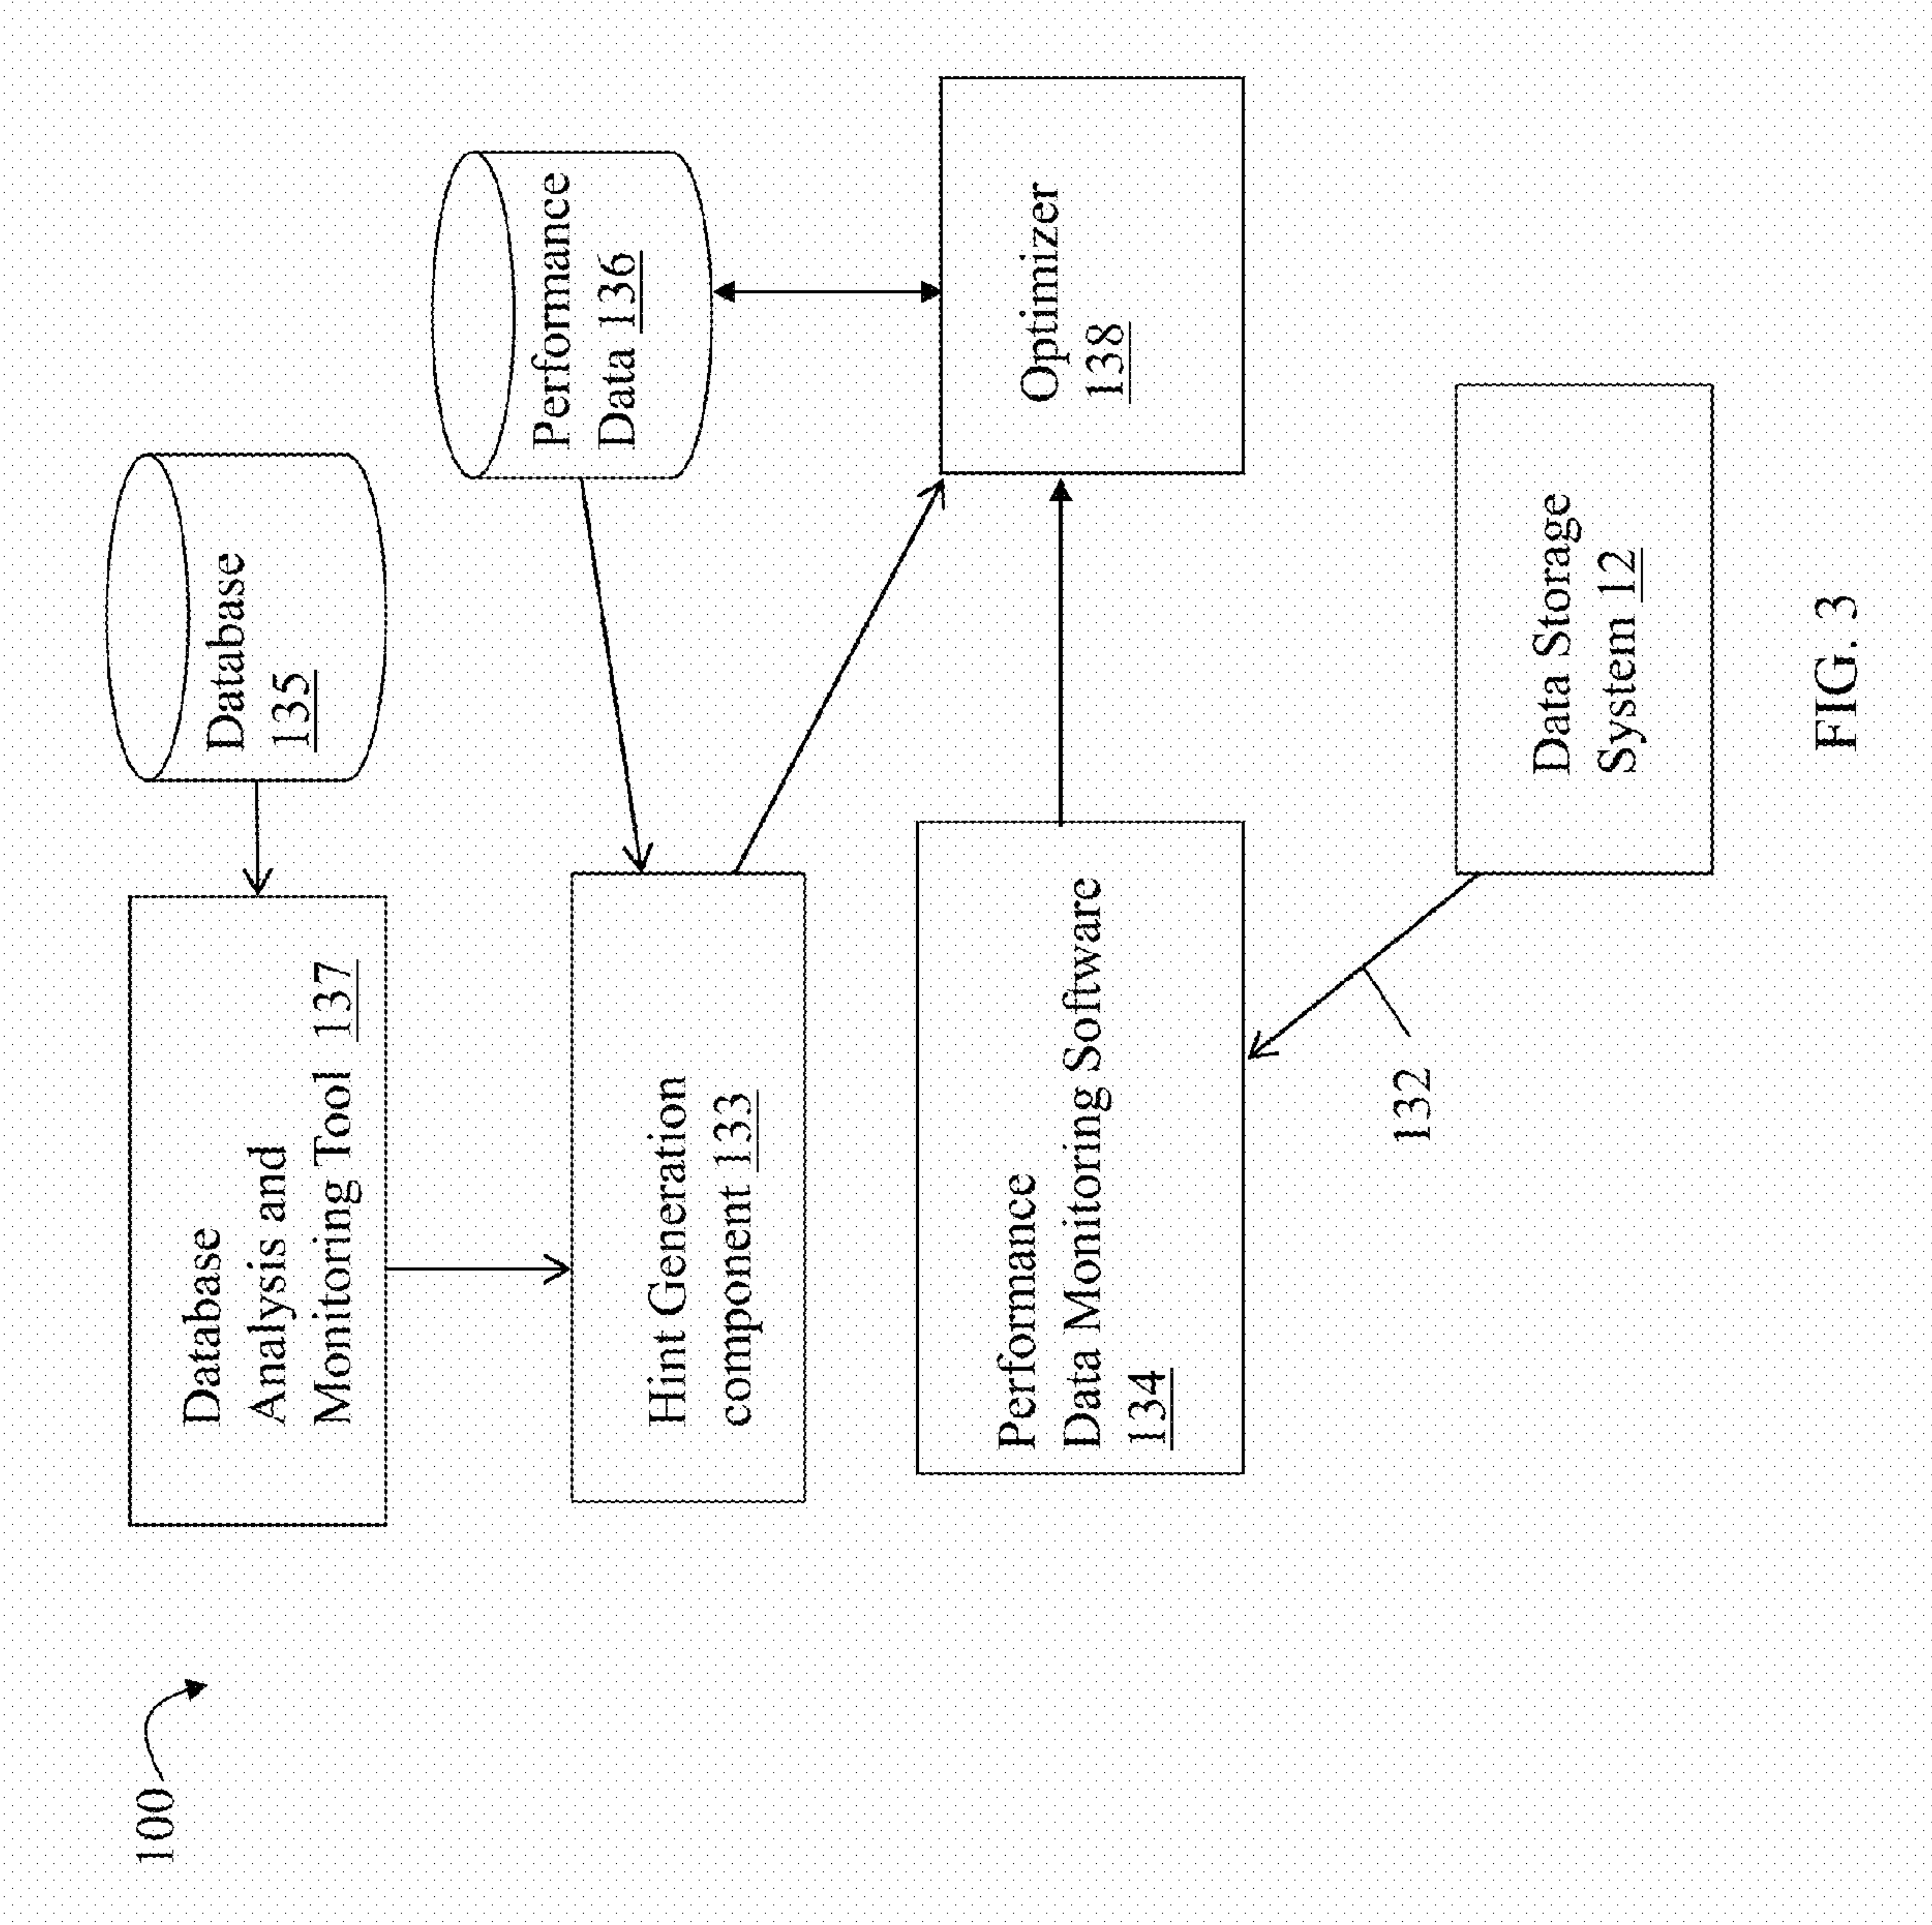 100
Database
Analysis and
Monitoring Tool 137
Database
135
Hint Generation
component 133
Performance
Data 136
Performance
Data Monitoring Software
134
Optimizer
138
132
Data Storage
System 12
FIG. 3